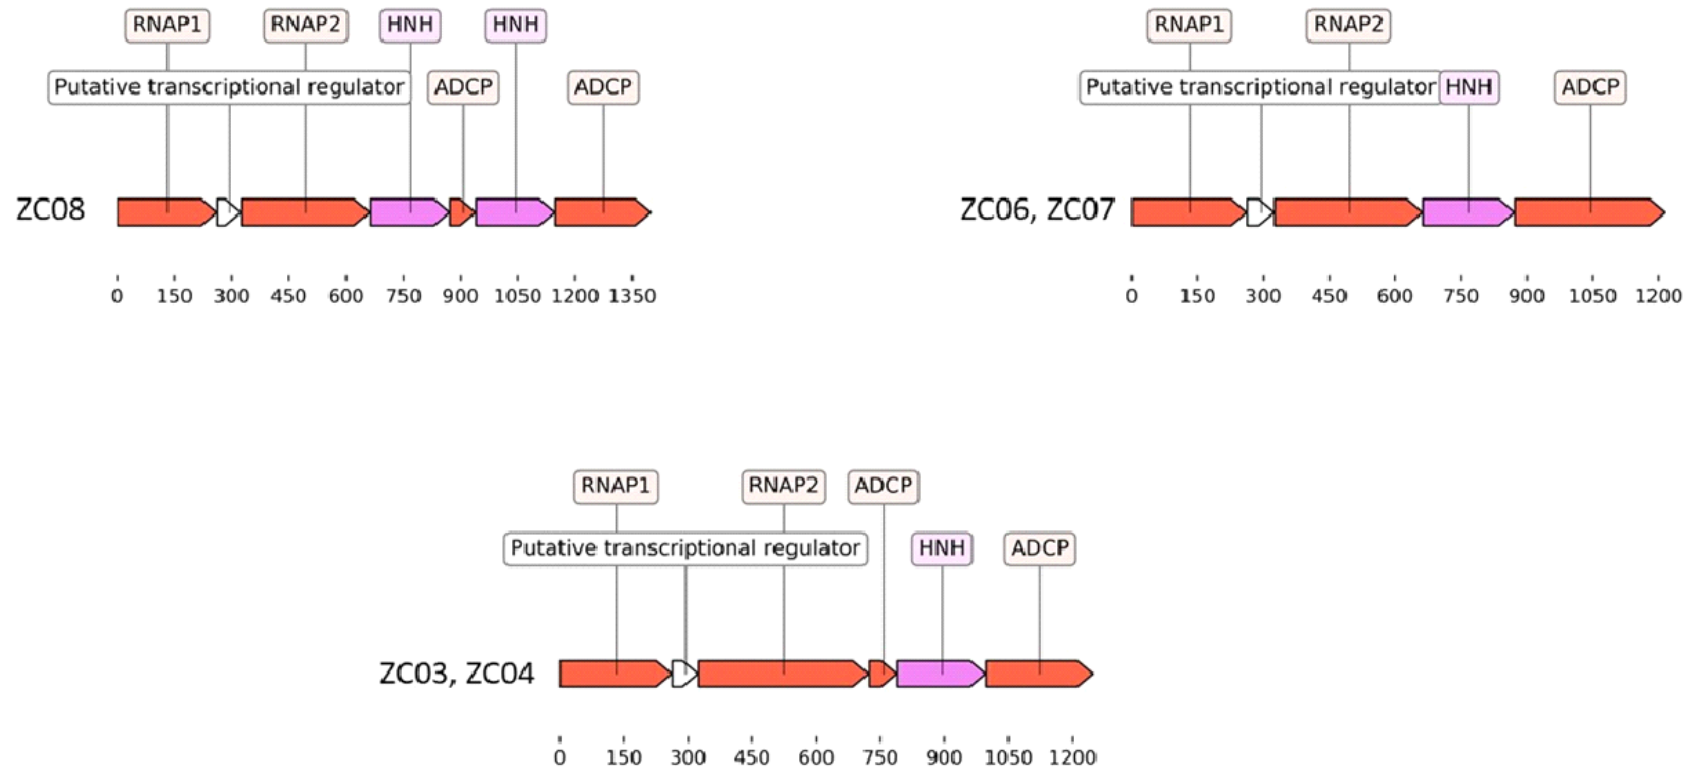 RNAP1 RNAP2 HNH HNH
Putative transcriptional regulator ADCP ADCP
ZC08
0 150 300 450 600 750 900 1050 1200 1350
RNAP1 RNAP2
Putative transcriptional regulator HNH ADCP
ZC06, ZC07
0 150 300 450 600 750 900 1050 1200
RNAP1 RNAP2 ADCP
Putative transcriptional regulator HNH ADCP
ZC03, ZC04
0 150 300 450 600 750 900 1050 1200